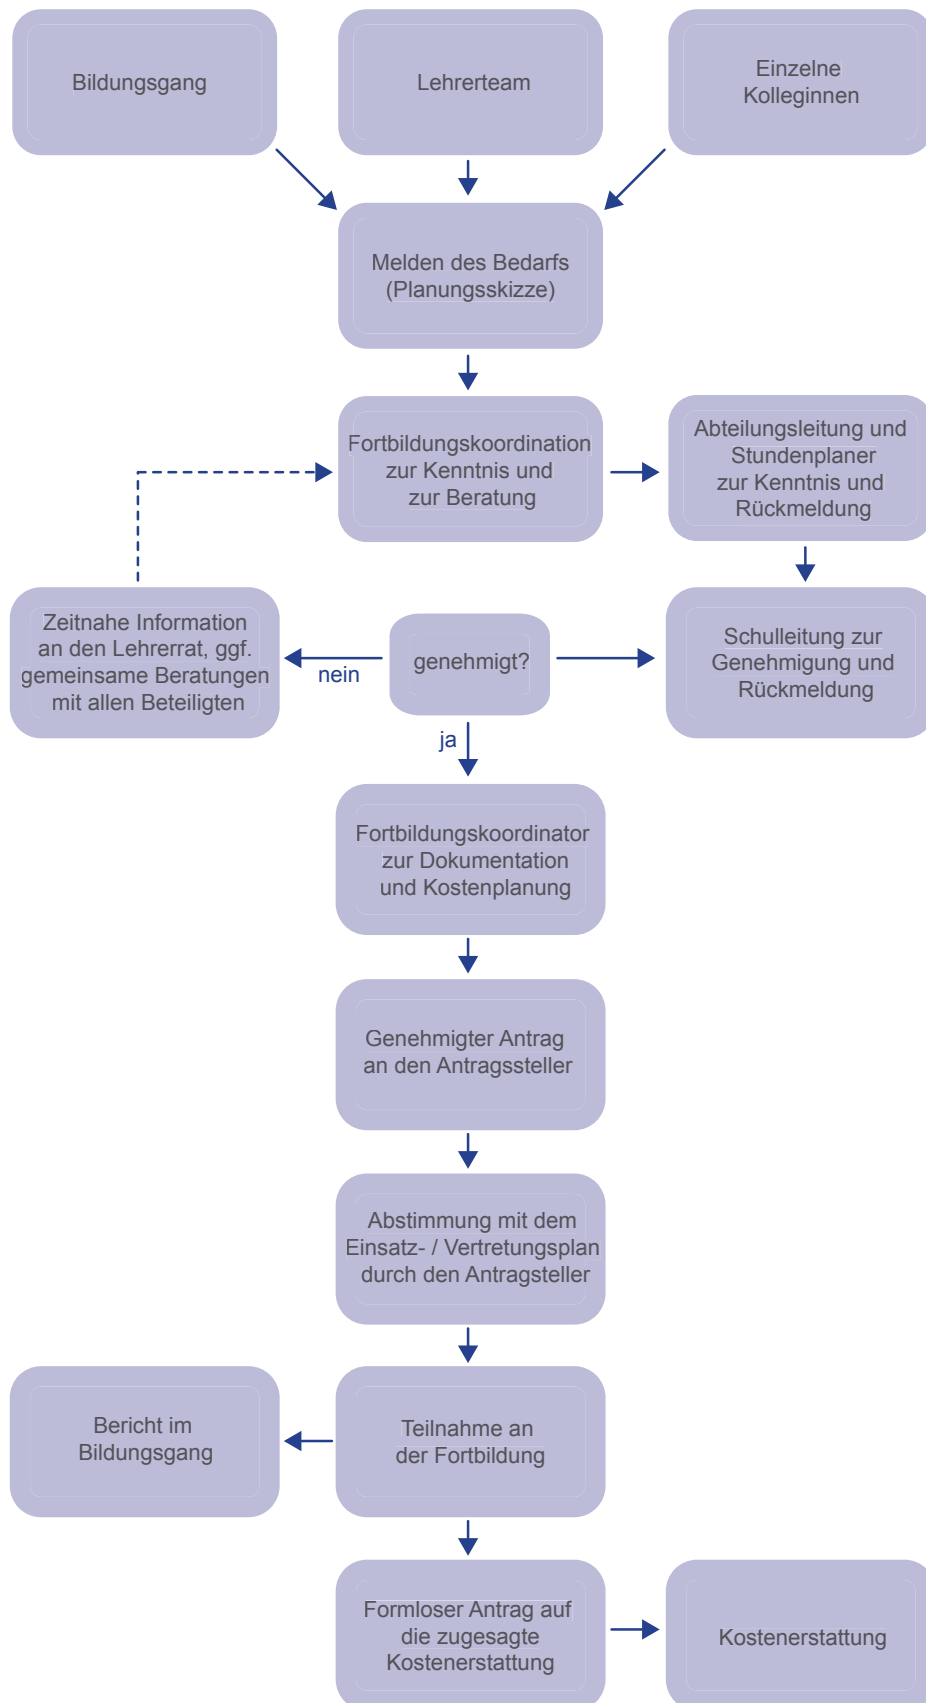 Bildungsgang
Lehrerteam
Einzelne
Kolleginnen
Melden des Bedarfs
(Planungsskizze)
Fortbildungskoordination
zur Kenntnis und
zur Beratung
Abteilungsleitung und
Stundenplaner
zur Kenntnis und
Rückmeldung
Zeitnahe Information
an den Lehrerrat, ggf.
gemeinsame Beratungen
mit allen Beteiligten
nein
genehmigt?
Schulleitung zur
Genehmigung und
Rückmeldung
ja
Fortbildungskoordinator
zur Dokumentation
und Kostenplanung
Genehmigter Antrag
an den Antragssteller
Abstimmung mit dem
Einsatz- / Vertretungsplan
durch den Antragsteller
Bericht im
Bildungsgang
Teilnahme an
der Fortbildung
Formloser Antrag auf
die zugesagte
Kostenerstattung
Kostenerstattung